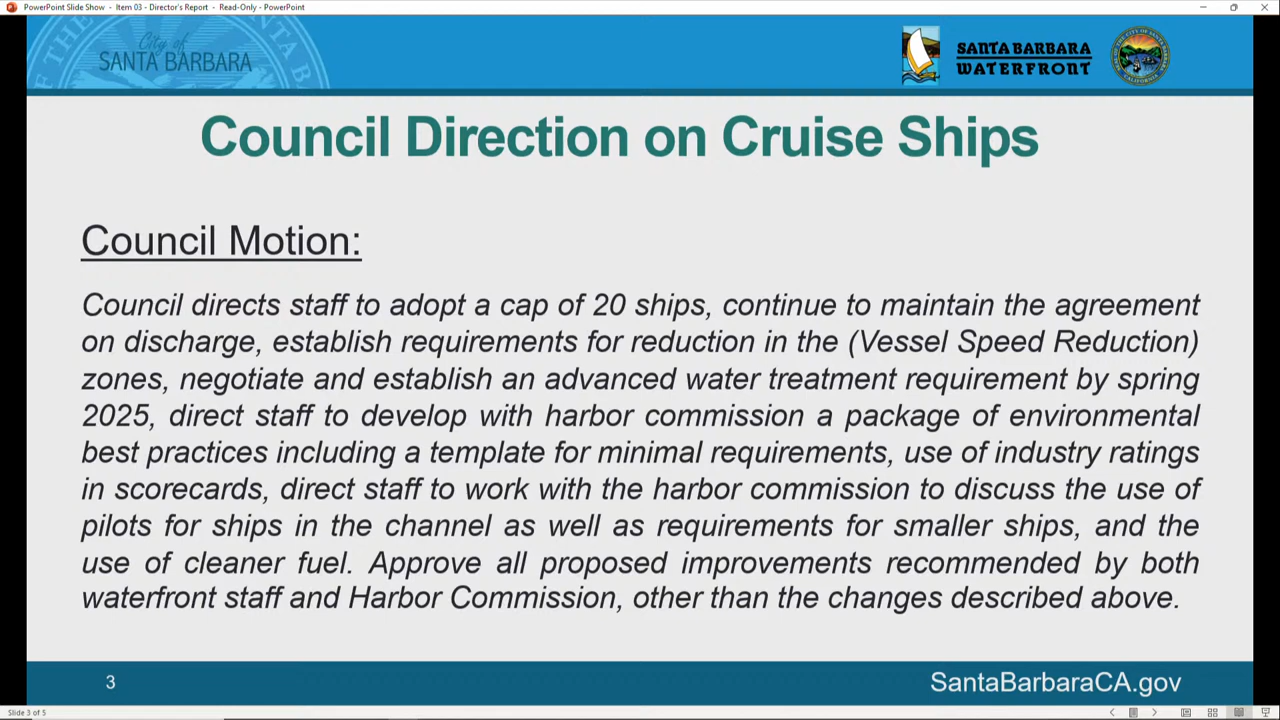 PowerPoint Slide Show - Item 03 - Director's Report - Read-Only - PowerPoint
City of
SANTA BARBARA
SANTA BARBARA
WATERFRONT
Council Direction on Cruise Ships
Council Motion:
Council directs staff to adopt a cap of 20 ships, continue to maintain the agreement
on discharge, establish requirements for reduction in the (Vessel Speed Reduction)
zones, negotiate and establish an advanced water treatment requirement by spring
2025, direct staff to develop with harbor commission a package of environmental
best practices including a template for minimal requirements, use of industry ratings
in scorecards, direct staff to work with the harbor commission to discuss the use of
pilots for ships in the channel as well as requirements for smaller ships, and the
use of cleaner fuel. Approve all proposed improvements recommended by both
waterfront staff and Harbor Commission, other than the changes described above.
3
SantaBarbaraCA.gov
Slide 3 of 5